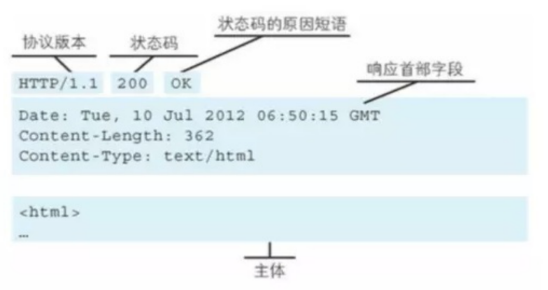 状态码的原因短语
协议版本 状态码
响应首部字段
HTTP/1.1 200 OK
Date: Tue, 10 Jul 2012 06:50:15 GMT
Content-Length: 362
Content-Type: text/html
<html>
…
主体